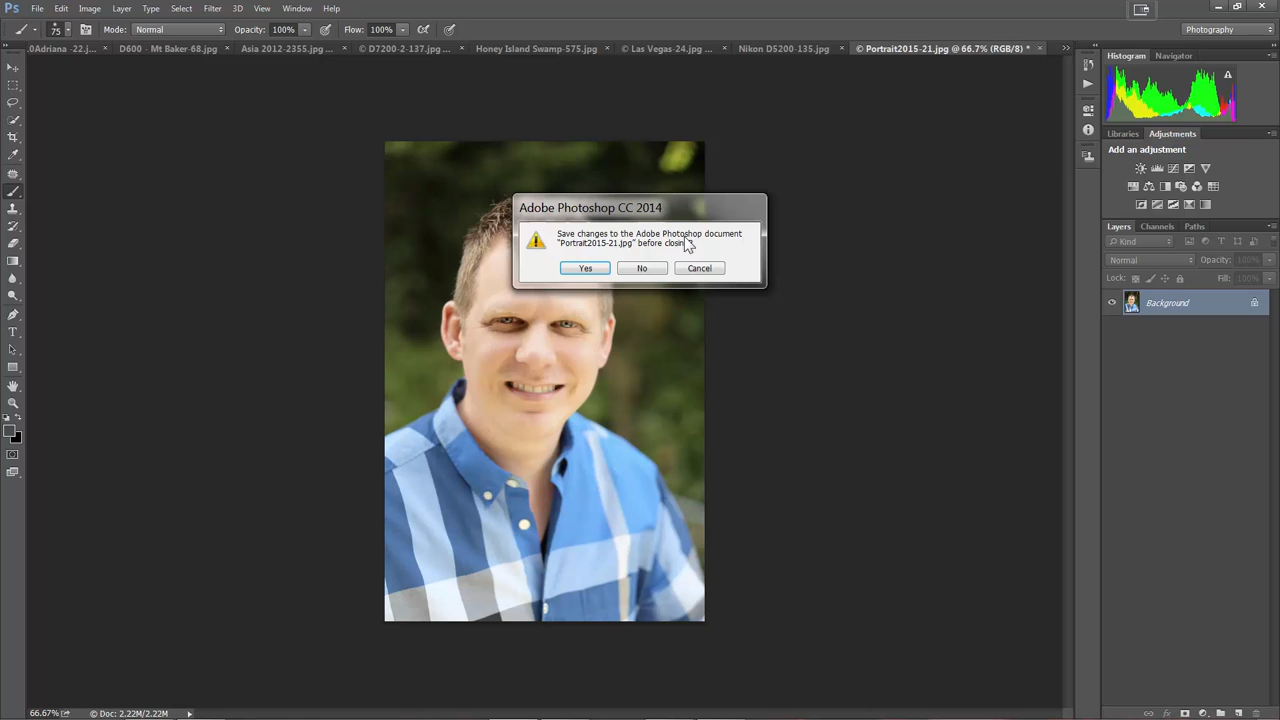 Ps File Edit Image Layer Type Select Filter 3D View Window Help
75 Mode: Normal Opacity: 100% Flow: 100% Photography
.0Adriana -22.j... × D600 - Mt Baker-68.jpg × Asia 2012-2355.jpg ... × © D7200-2-137.jpg ... × Honey Island Swamp-575.jpg × © Las Vegas-24.jpg ... × Nikon D5200-135.jpg × © Portrait2015-21.jpg @ 66.7% (RGB/8) * ×
Histogram Navigator
Libraries Adjustments
Add an adjustment
Adobe Photoshop CC 2014
Save changes to the Adobe Photoshop document
"Portrait2015-21.jpg" before closin
Yes No Cancel
Layers Channels Paths
Kind
Normal Opacity: 100%
Lock: Fill:
Background
66.67% © Doc: 2.22M/2.22M